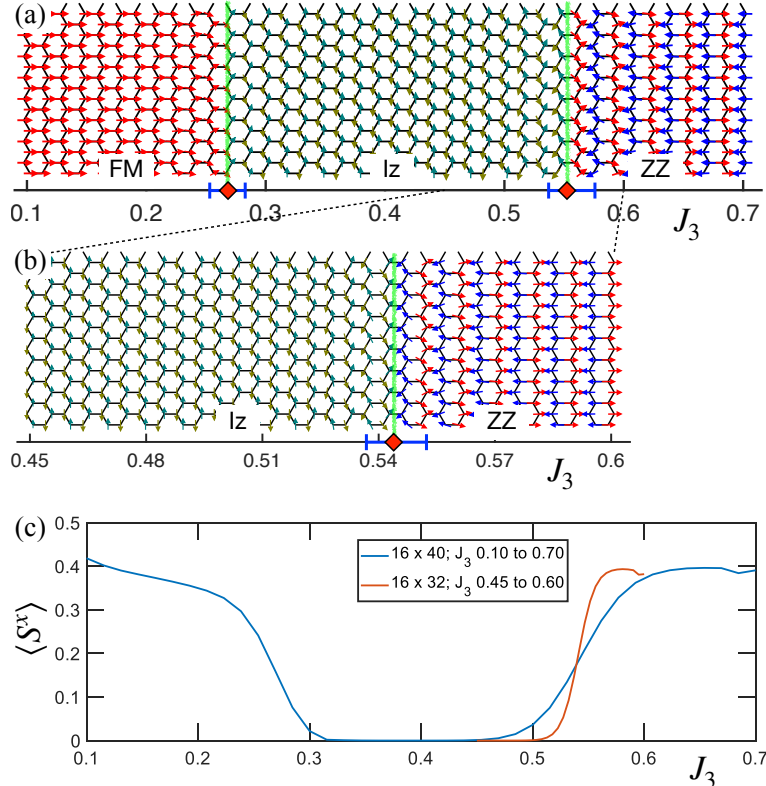 (a)
FM
Iz
ZZ
0.1 0.2 0.3 0.4 0.5 0.6 0.7
J3
(b)
Iz
ZZ
0.45 0.48 0.51 0.54 0.57 0.6
J3
(c)
0.5
0.4
0.3
0.2
0.1
0
⟨Sˣ⟩
16 x 40; J3 0.10 to 0.70
16 x 32; J3 0.45 to 0.60
0.1 0.2 0.3 0.4 0.5 0.6 0.7
J3